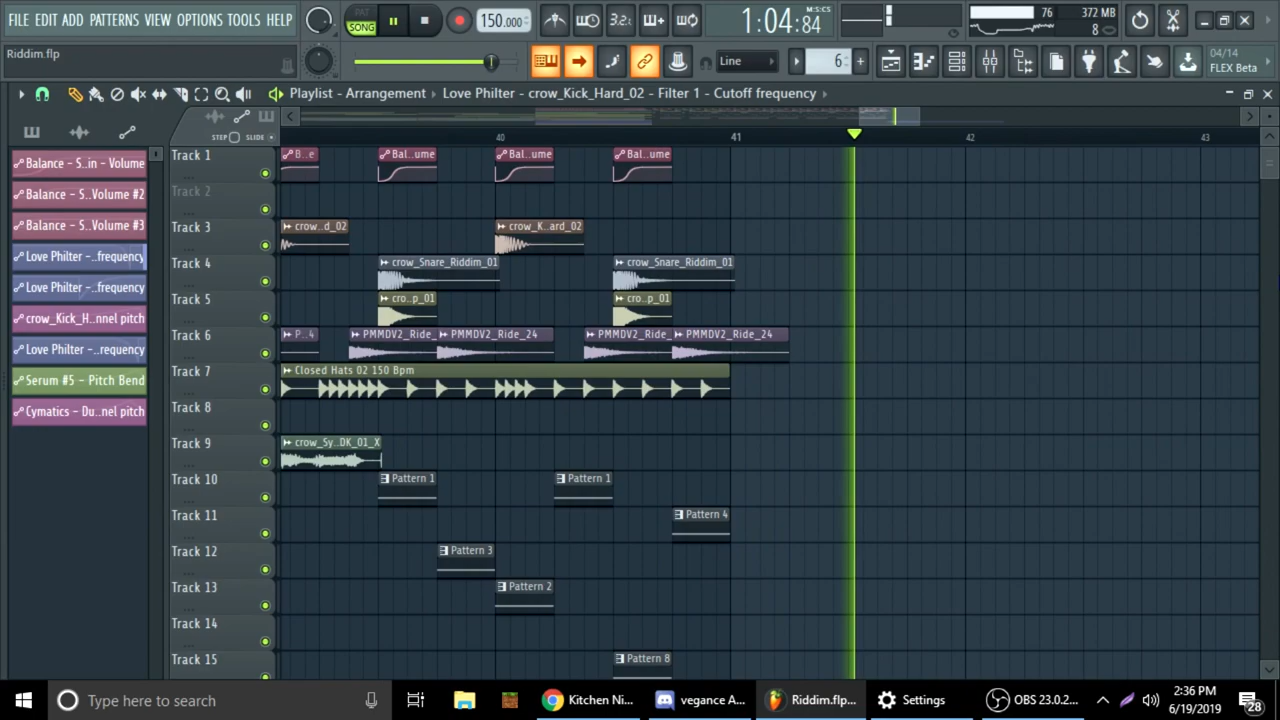 FILE EDIT ADD PATTERNS VIEW OPTIONS TOOLS HELP
PAT
SONG
150.000
3.2
1:04:84
M:S:CS
76
372 MB
8
Riddim.flp
Line
6
04/14
FLEX Beta
Playlist - Arrangement
Love Philter - crow_Kick_Hard_02 - Filter 1 - Cutoff frequency
STEP
SLIDE
40
41
42
43
Balance - S..in - Volume
Balance - S..Volume #2
Balance - S..Volume #3
Love Philter -..frequency
Love Philter -..frequency
crow_Kick_H..nnel pitch
Love Philter -..requency
Serum #5 - Pitch Bend
Cymatics - Du..nel pitch
Track 1
B..e
Bal..ume
Bal..ume
Bal..ume
Track 2
Track 3
crow..d_02
crow_K..ard_02
Track 4
crow_Snare_Riddim_01
crow_Snare_Riddim_01
Track 5
cro..p_01
cro..p_01
Track 6
P..4
PMMDV2_Ride_
PMMDV2_Ride_24
PMMDV2_Ride_
PMMDV2_Ride_24
Track 7
Closed Hats 02 150 Bpm
Track 8
Track 9
crow_Sy..DK_01_X
Track 10
Pattern 1
Pattern 1
Track 11
Pattern 4
Track 12
Pattern 3
Track 13
Pattern 2
Track 14
Track 15
Pattern 8
Type here to search
Kitchen Ni...
vegance A...
Riddim.flp...
Settings
OBS 23.0.2...
2:36 PM
6/19/2019
28